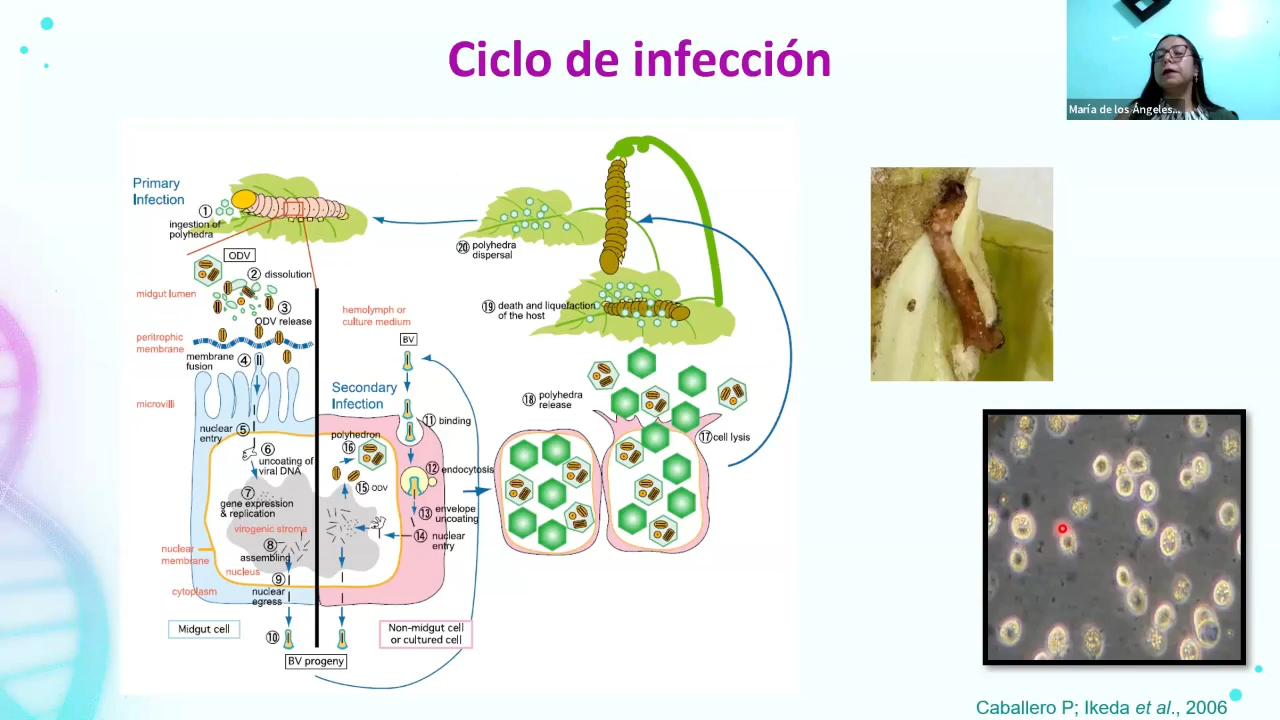 Ciclo de infección
María de los Ángeles...
Primary
Infection
①
ingestion of
polyhedra
ODV
② dissolution
midgut lumen
③
ODV release
peritrophic
membrane
membrane
fusion
④
microvilli
nuclear
entry
⑤
⑥
uncoating of
viral DNA
⑦
gene expression
& replication
virogenic stroma
⑧
assembling
nuclear
membrane
nucleus
⑨
cytoplasm
nuclear
egress
Midgut cell
⑩
BV progeny
hemolymph or
culture medium
BV
Secondary
Infection
⑪ binding
polyhedron
⑯
⑫ endocytosis
⑮ ODV
⑬ envelope
uncoating
⑭ nuclear
entry
Non-midgut cell
or cultured cell
⑳ polyhedra
dispersal
⑲ death and liquefaction
of the host
⑱ polyhedra
release
⑰ cell lysis
Caballero P; Ikeda et al., 2006